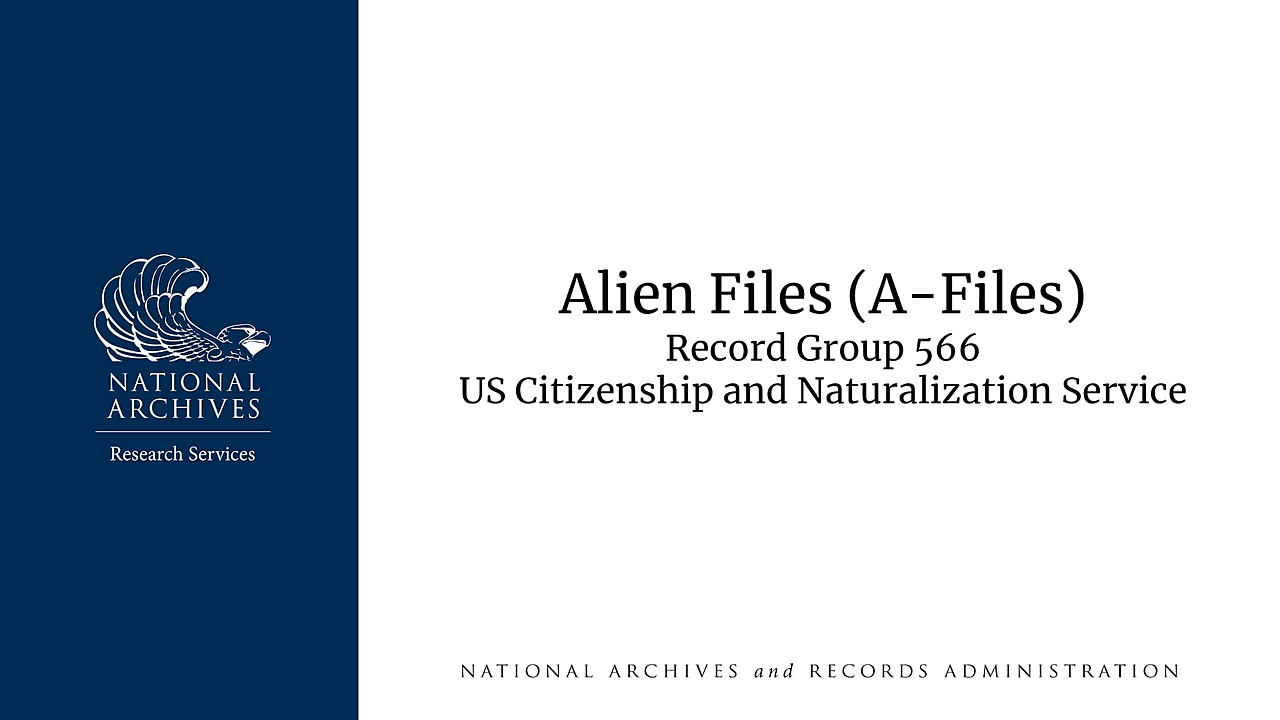 NATIONAL
ARCHIVES
Research Services
Alien Files (A-Files)
Record Group 566
US Citizenship and Naturalization Service
NATIONAL ARCHIVES and RECORDS ADMINISTRATION